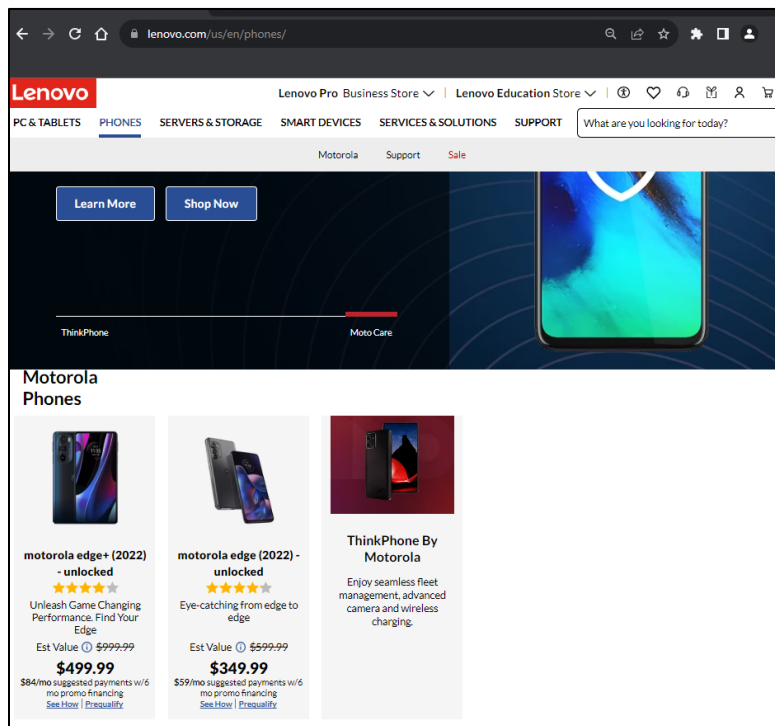 lenovo.com/us/en/phones/
Lenovo
Lenovo Pro Business Store | Lenovo Education Store |
PC & TABLETS PHONES SERVERS & STORAGE SMART DEVICES SERVICES & SOLUTIONS SUPPORT What are you looking for today?
Motorola Support Sale
Learn More Shop Now
ThinkPhone Moto Care
Motorola
Phones
motorola edge+ (2022)
- unlocked
Unleash Game Changing
Performance. Find Your
Edge
Est Value $999.99
$499.99
$84/mo suggested payments w/6
mo promo financing
See How | Prequalify
motorola edge (2022) -
unlocked
Eye-catching from edge to
edge
Est Value $599.99
$349.99
$59/mo suggested payments w/6
mo promo financing
See How | Prequalify
ThinkPhone By
Motorola
Enjoy seamless fleet
management, advanced
camera and wireless
charging.